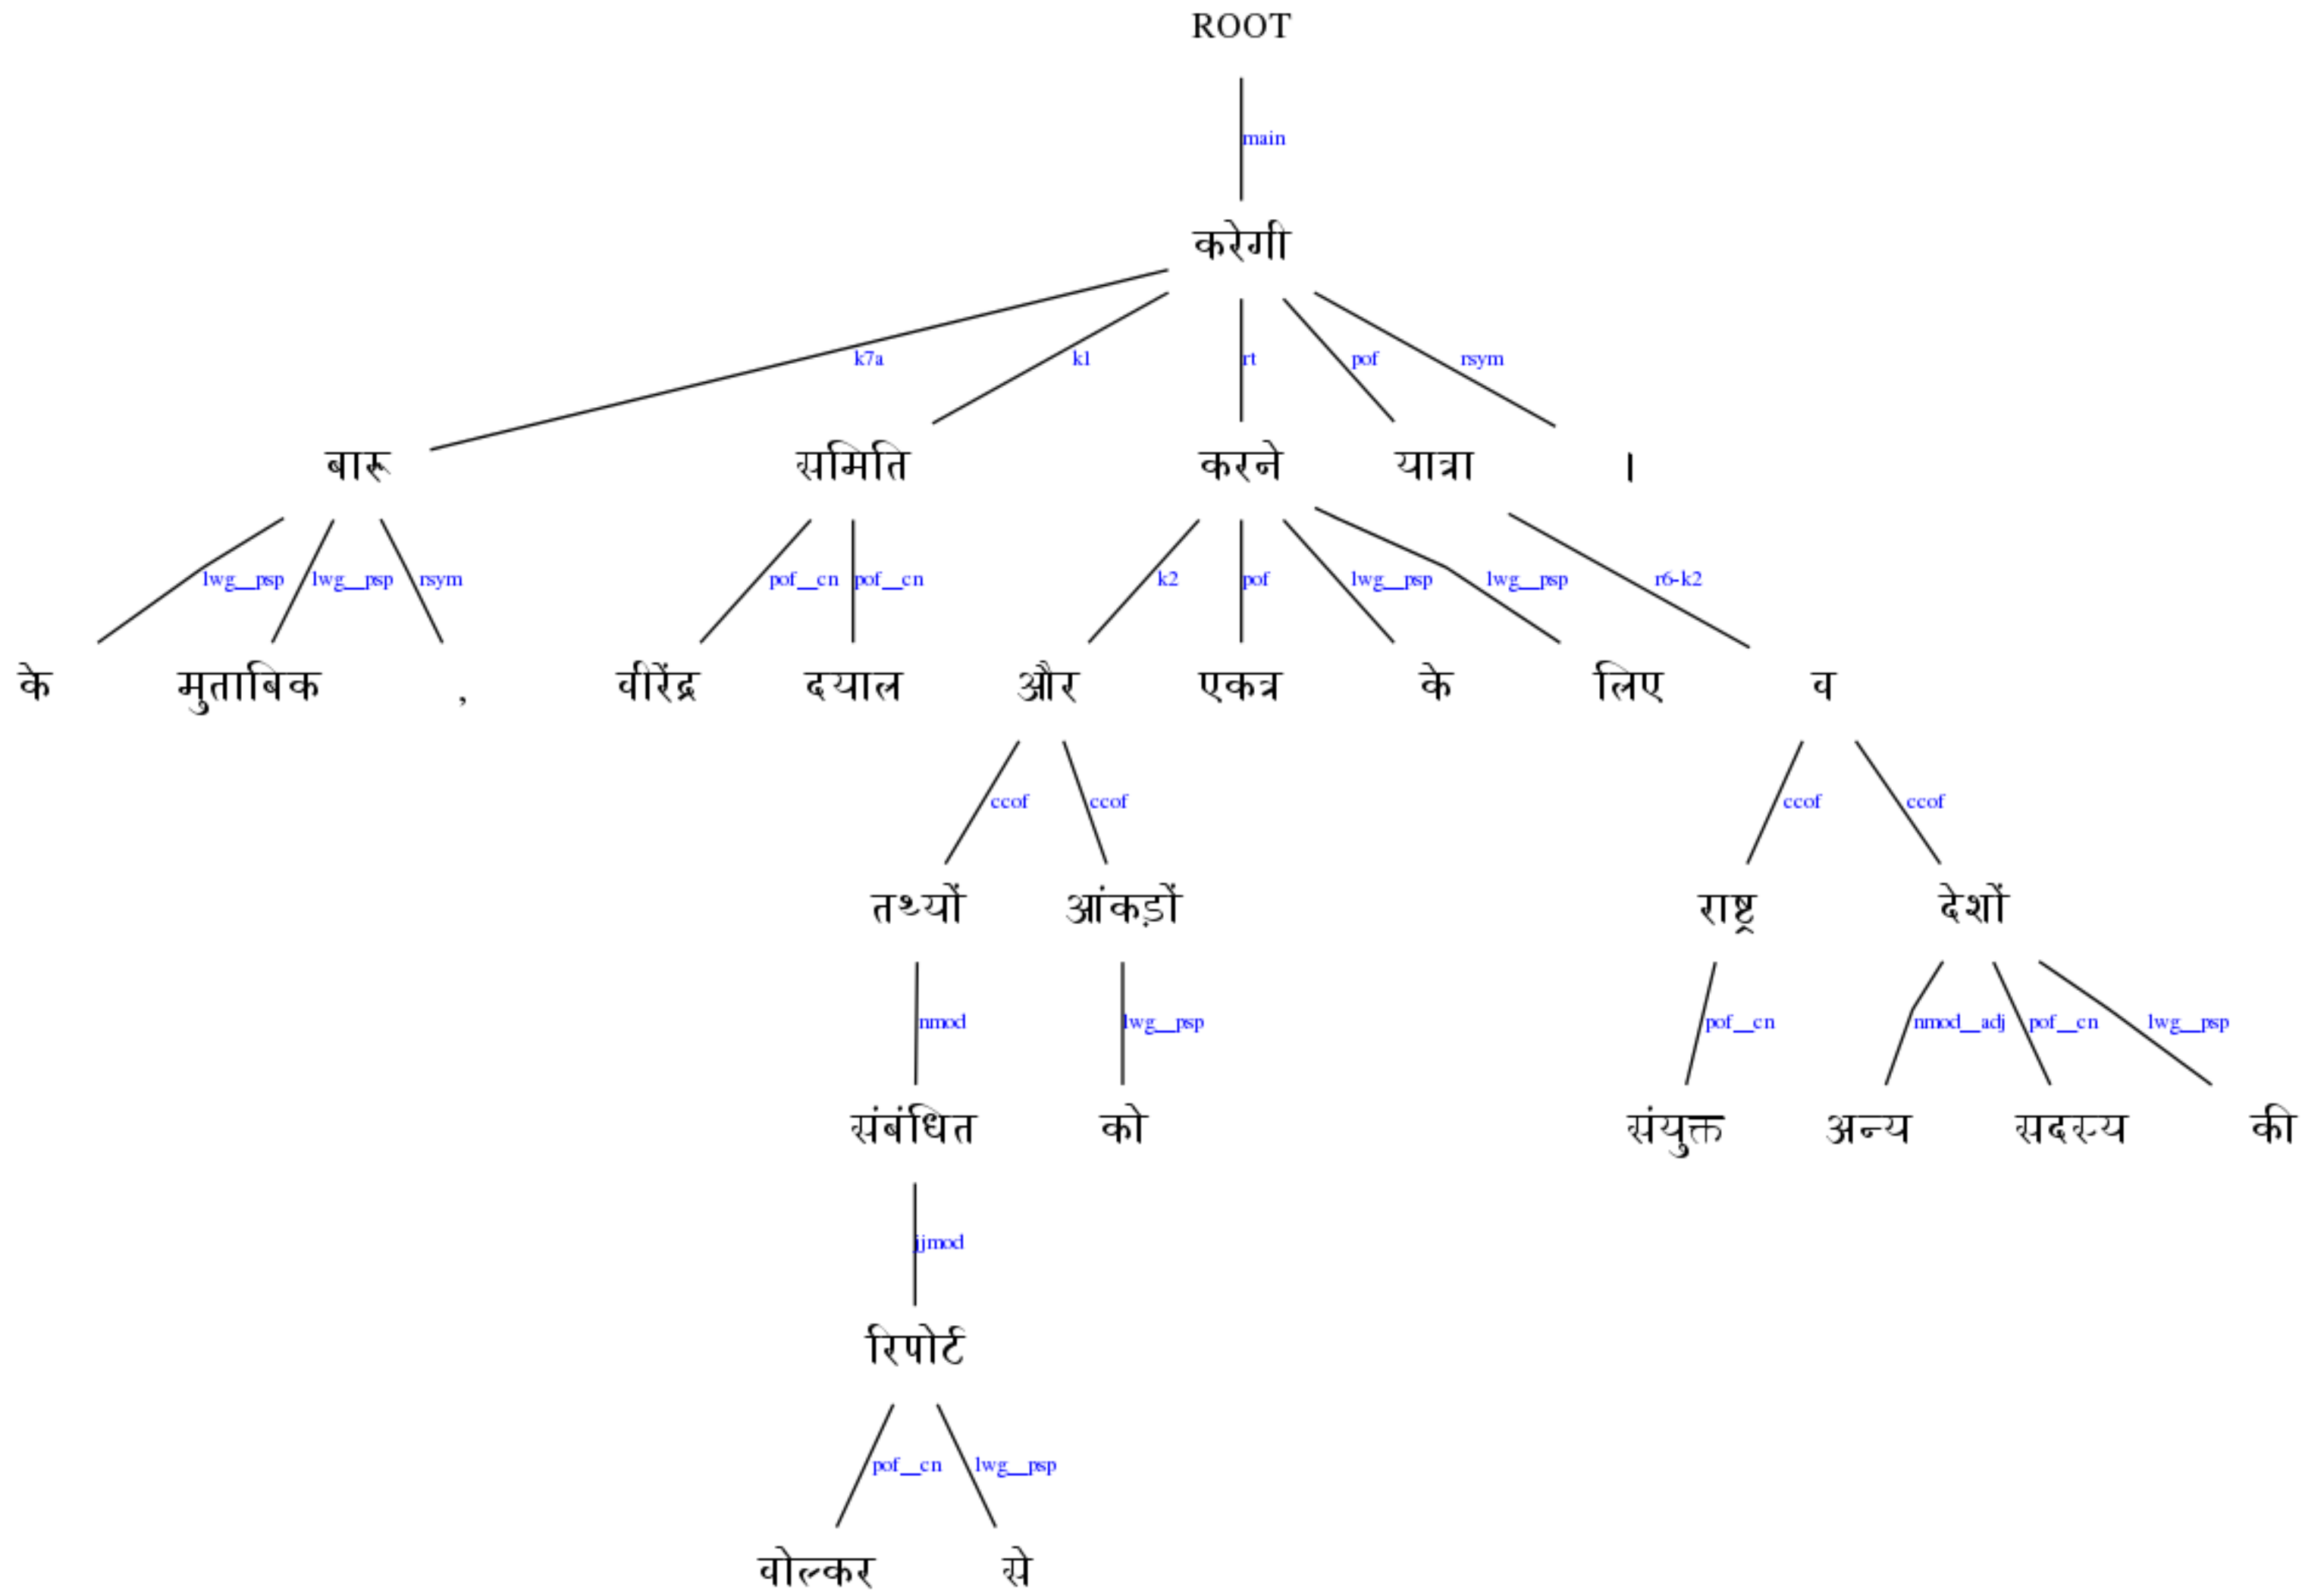 ROOT
main
करेगी
k7a k1 rt pof rsym
बारू समिति करने यात्रा ।
lwg__psp lwg__psp rsym pof__cn pof__cn k2 pof lwg__psp lwg__psp r6-k2
के मुताबिक , वीरेंद्र दयाल और एकत्र के लिए व
ccof ccof ccof ccof
तथ्यों आंकड़ों राष्ट्र देशों
nmod lwg__psp pof__cn nmod__adj pof__cn lwg__psp
संबंधित को संयुक्त अन्य सदस्य की
jjmod
रिपोर्ट
pof__cn lwg__psp
वोल्कर से